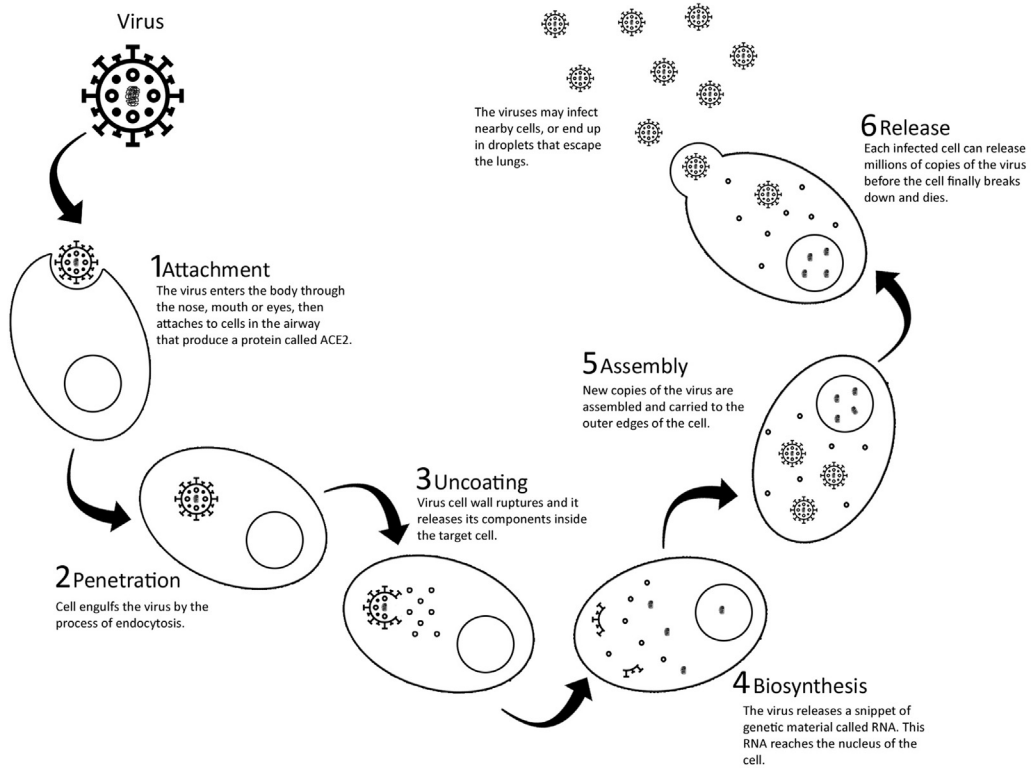 Virus
1Attachment
The virus enters the body through
the nose, mouth or eyes, then
attaches to cells in the airway
that produce a protein called ACE2.
2Penetration
Cell engulfs the virus by the
process of endocytosis.
3Uncoating
Virus cell wall ruptures and it
releases its components inside
the target cell.
4Biosynthesis
The virus releases a snippet of
genetic material called RNA. This
RNA reaches the nucleus of the
cell.
5Assembly
New copies of the virus are
assembled and carried to the
outer edges of the cell.
6Release
Each infected cell can release
millions of copies of the virus
before the cell finally breaks
down and dies.
The viruses may infect
nearby cells, or end up
in droplets that escape
the lungs.